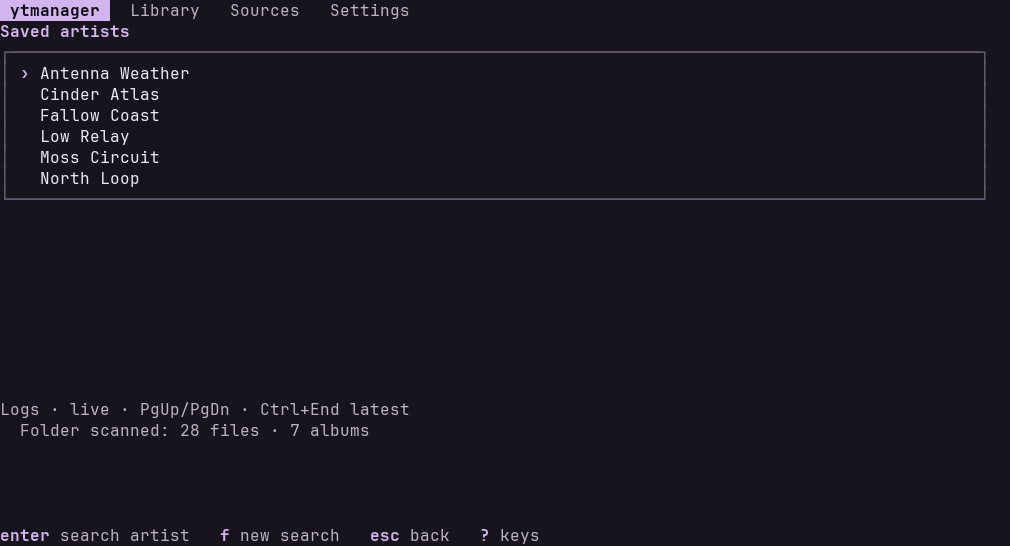 ytmanager Library Sources Settings
Saved artists
› Antenna Weather
Cinder Atlas
Fallow Coast
Low Relay
Moss Circuit
North Loop
Logs · live · PgUp/PgDn · Ctrl+End latest
Folder scanned: 28 files · 7 albums
enter search artist f new search esc back ? keys